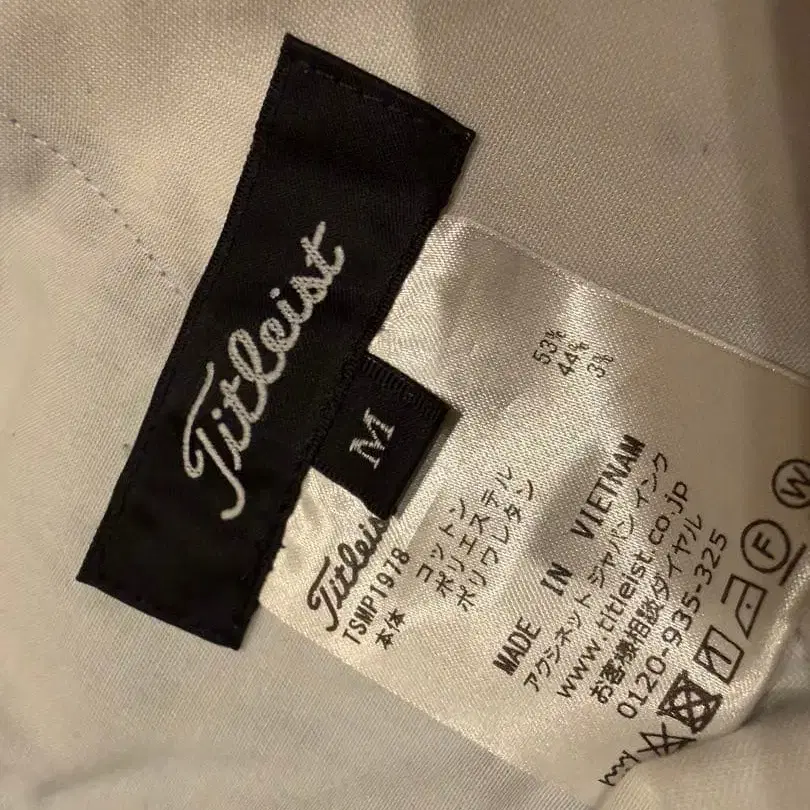 Titleist
M
Titleis
TSMP1978
本体
コットン 53%
ポリエステル 44%
ポリウレタン 3%
MADE IN VIETNAM
アクシネット ジャパン インク
www.titleist.co.jp
お客様相談ダイヤル
0120-935-325
F
W